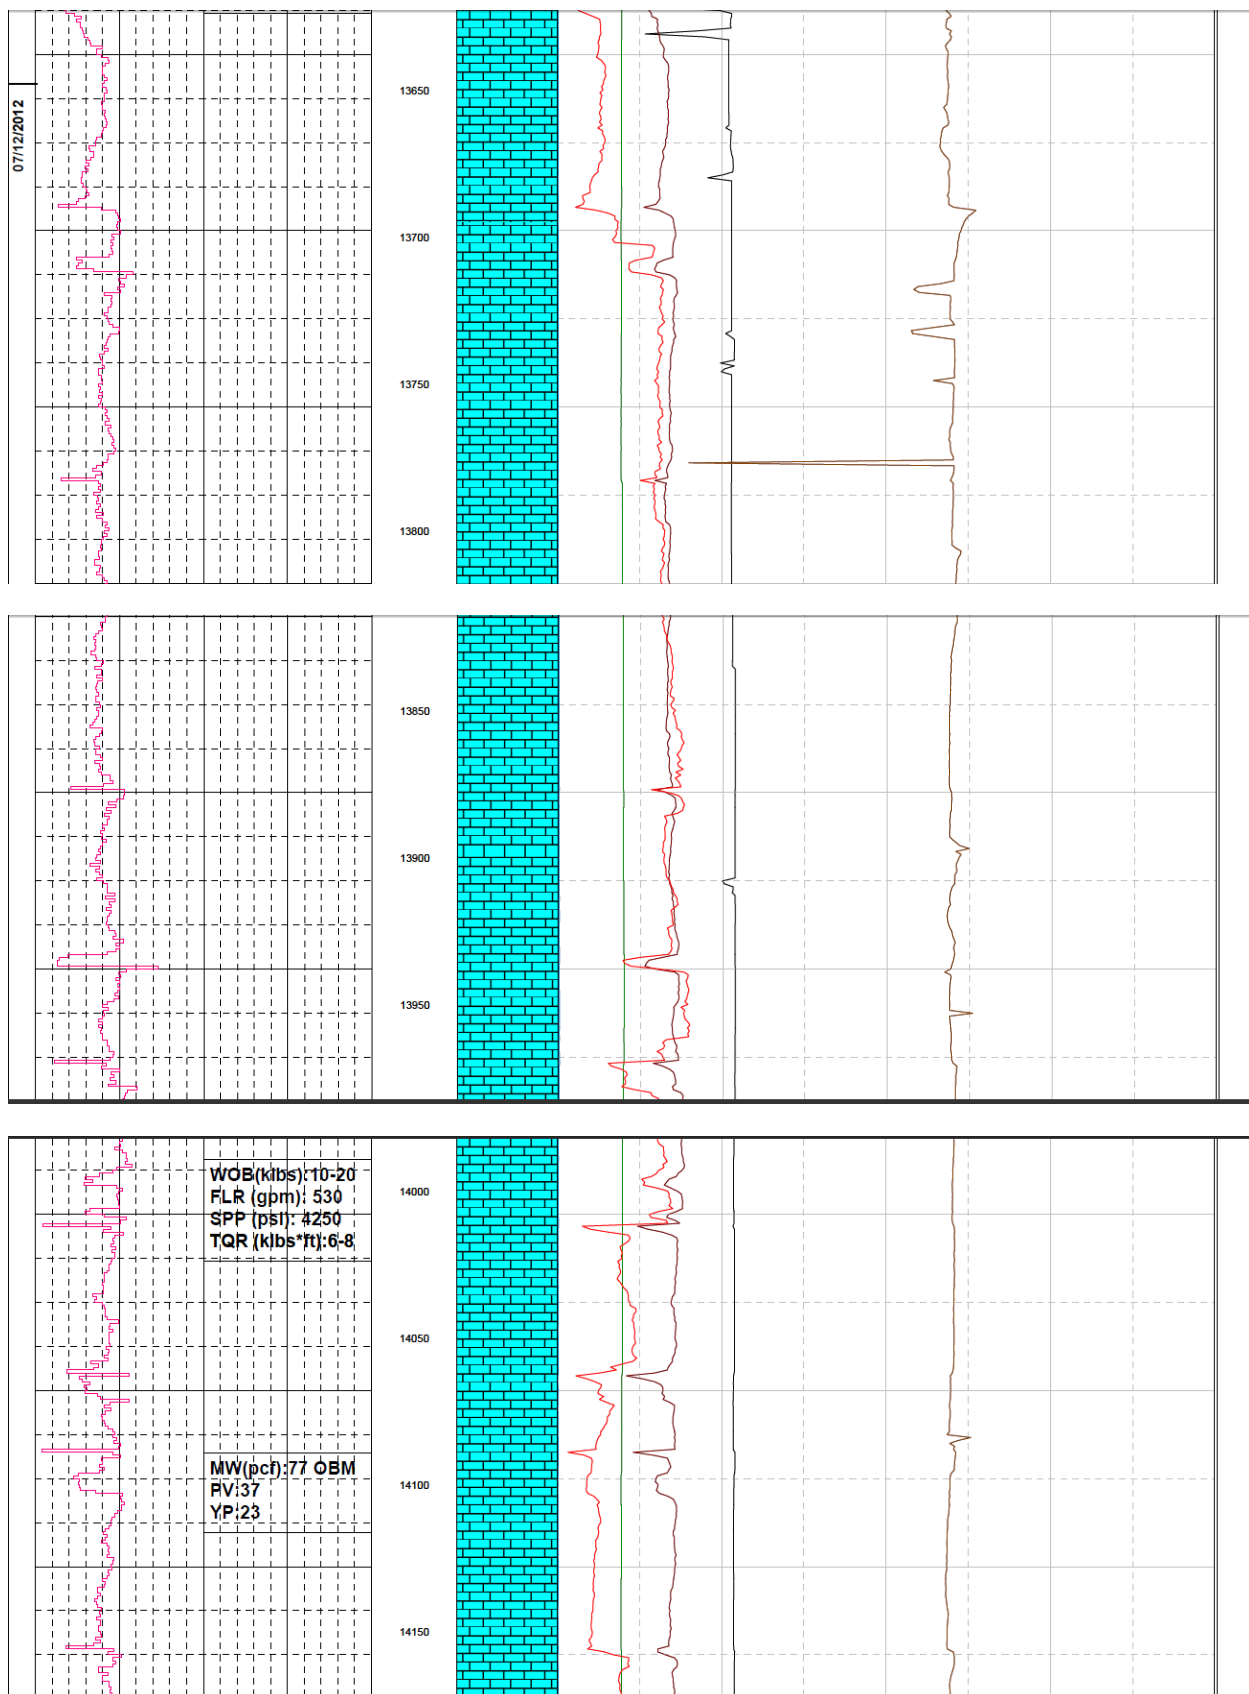 13650
07/12/2012
13700
13750
13800
13850
13900
13950
WOB(klbs):10-20
FLR (gpm): 530
SPP (psi): 4250
TQR (klbs*ft):6-8
14000
14050
MW(pcf):77 OBM
PV:37
YP:23
14100
14150